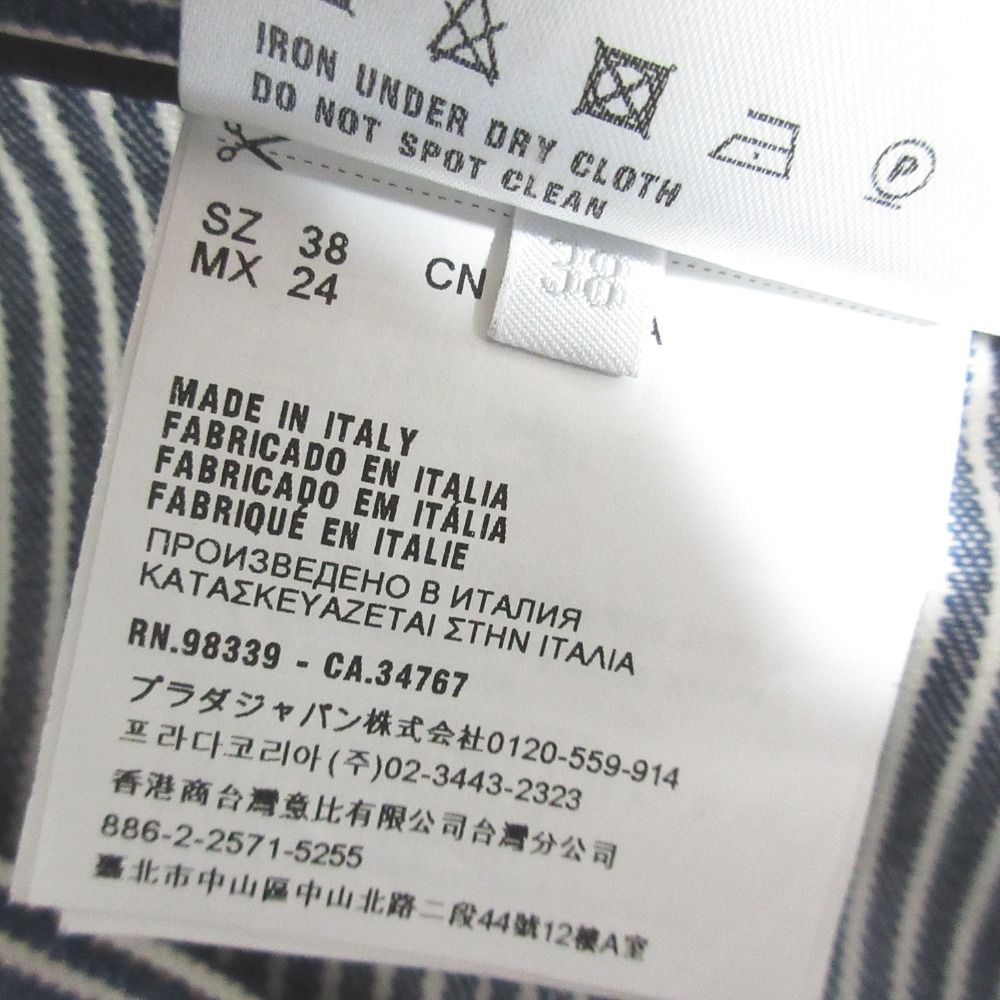 IRON UNDER DRY CLOTH
DO NOT SPOT CLEAN
P
SZ 38 CN
MX 24
38
MADE IN ITALY
FABRICADO EN ITALIA
FABRICADO EM ITÁLIA
FABRIQUÉ EN ITALIE
ПРОИЗВЕДЕНО В ИТАЛИЯ
ΚΑΤΑΣΚΕΥΑΖΕΤΑΙ ΣΤΗΝ ΙΤΑΛΙΑ
RN.98339 - CA.34767
プラダジャパン株式会社0120-559-914
프라다코리아(주)02-3443-2323
香港商台灣意比有限公司台灣分公司
886-2-2571-5255
臺北市中山區中山北路二段44號12樓A室